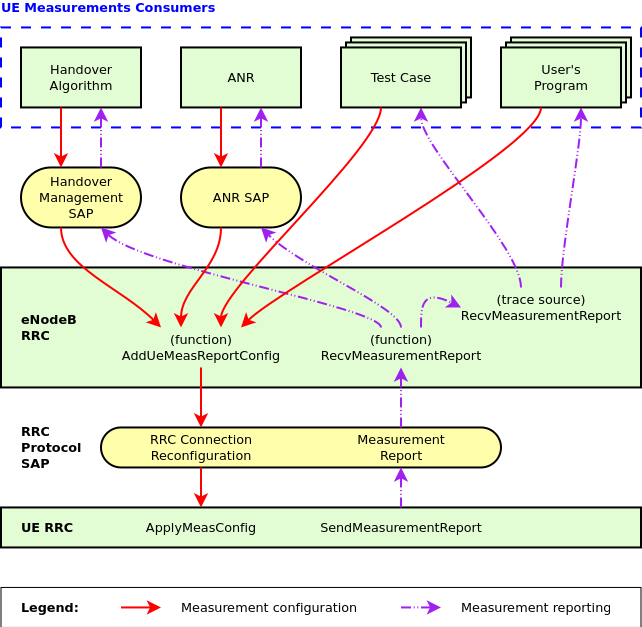 UE Measurements Consumers
Handover
Algorithm
ANR
Test Case
User's
Program
Handover
Management
SAP
ANR SAP
eNodeB
RRC
(trace source)
RecvMeasurementReport
(function)
AddUeMeasReportConfig
(function)
RecvMeasurementReport
RRC
Protocol
SAP
RRC Connection
Reconfiguration
Measurement
Report
UE RRC
ApplyMeasConfig
SendMeasurementReport
Legend:
Measurement configuration
Measurement reporting